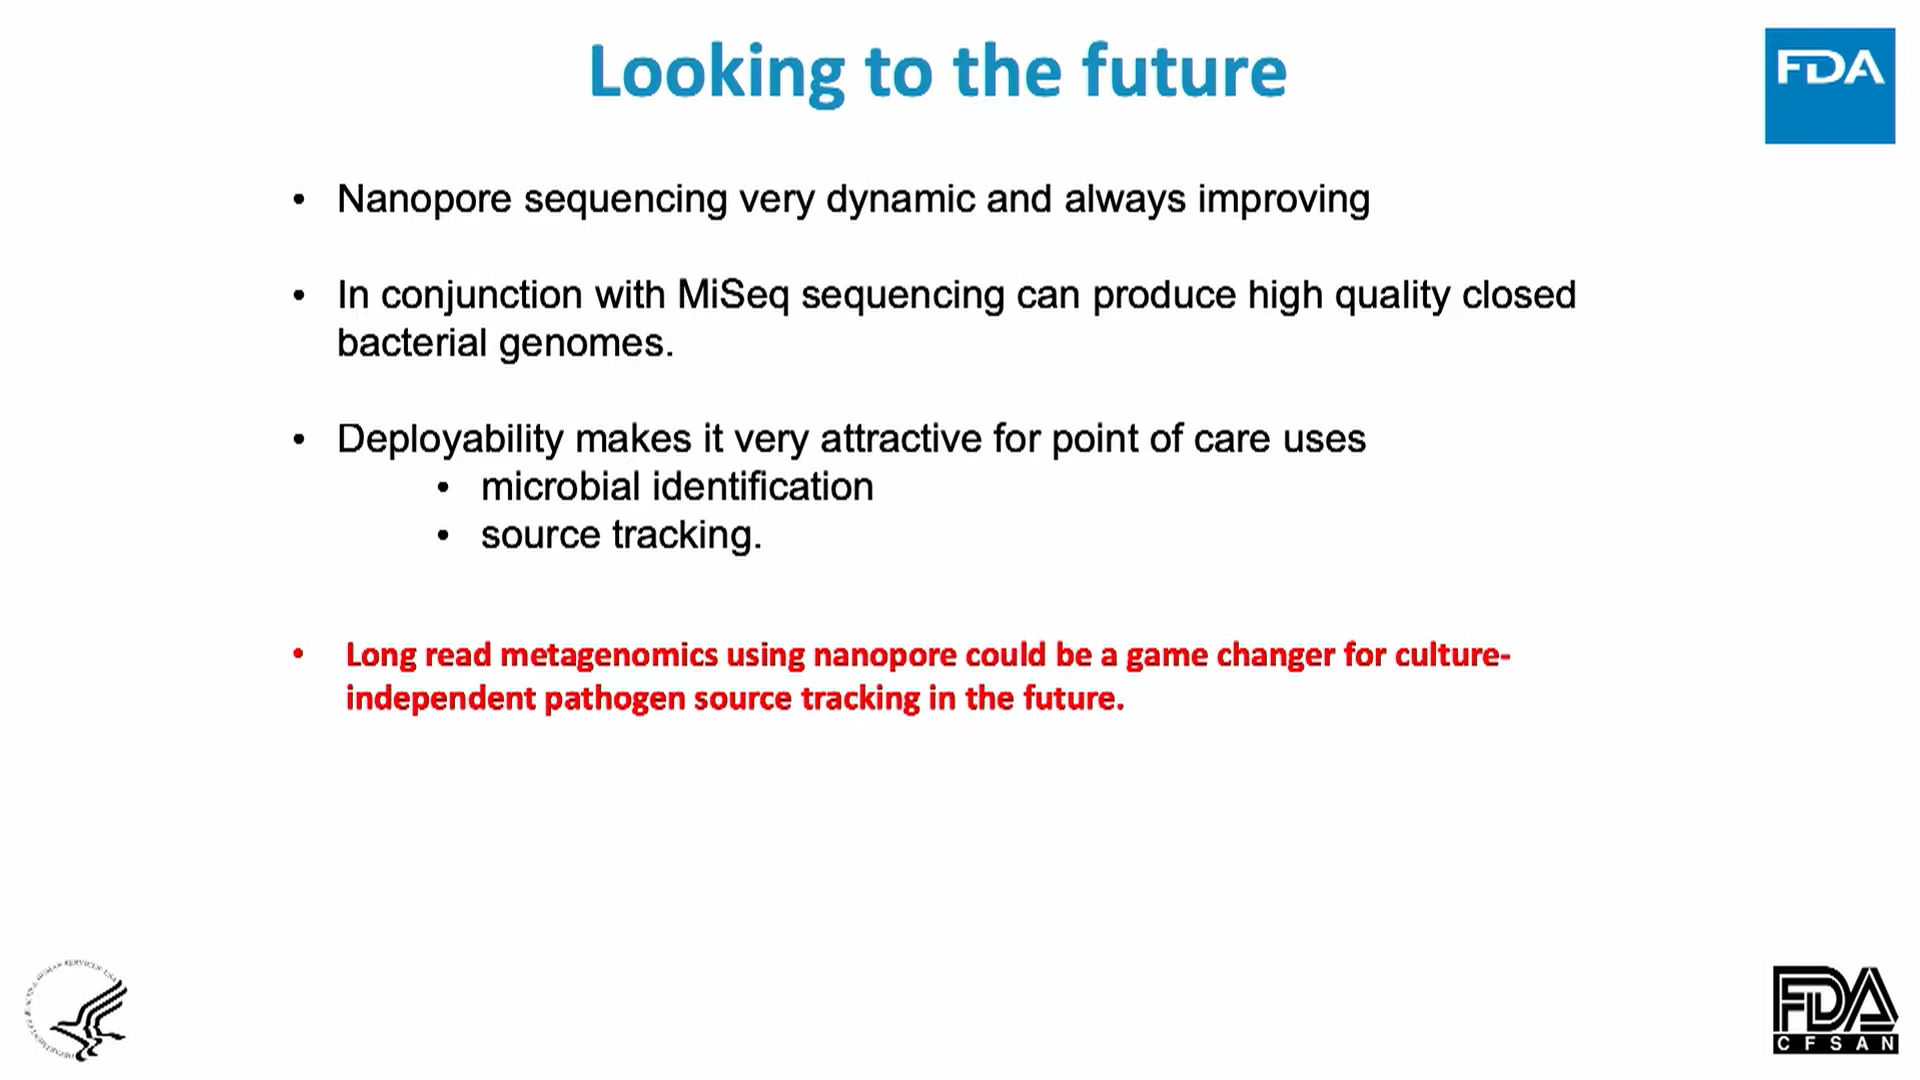 Looking to the future
FDA
• Nanopore sequencing very dynamic and always improving
• In conjunction with MiSeq sequencing can produce high quality closed
bacterial genomes.
• Deployability makes it very attractive for point of care uses
• microbial identification
• source tracking.
• Long read metagenomics using nanopore could be a game changer for culture-
independent pathogen source tracking in the future.
FDA
CFSAN